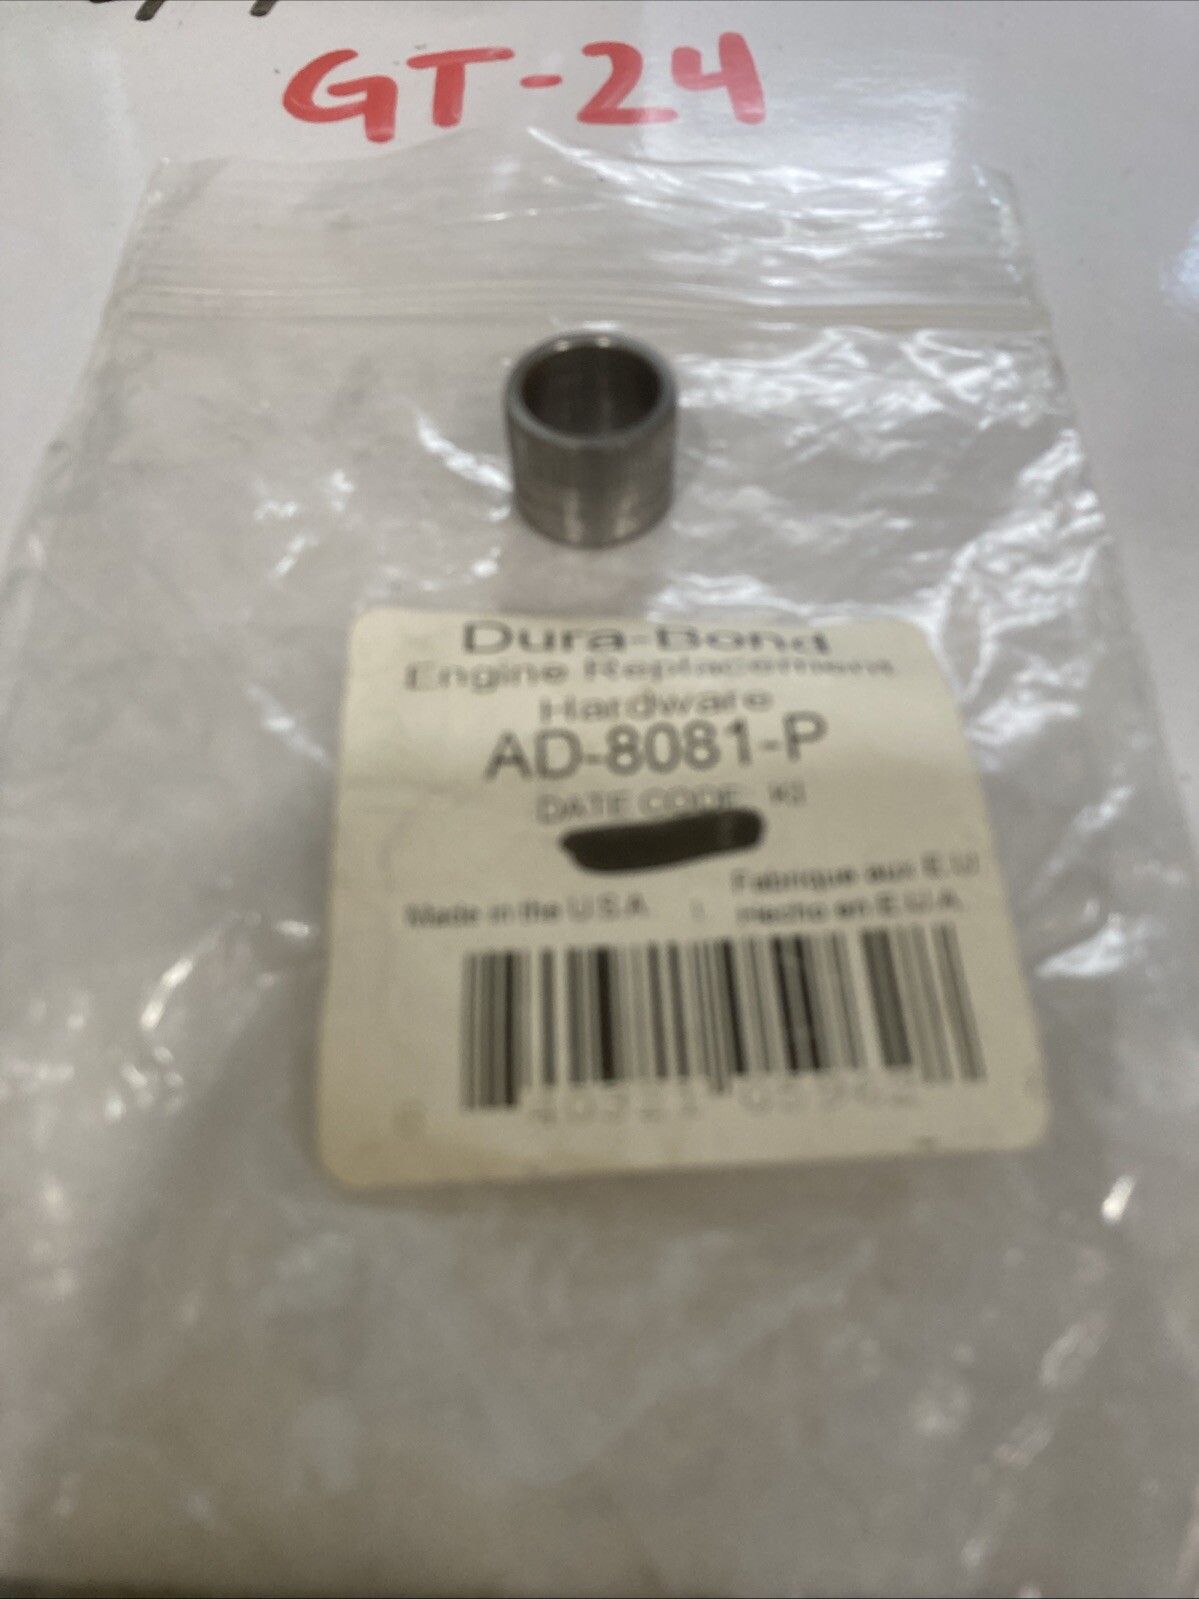 GT-24
Dura-Bond
Engine Replacement
Hardware
AD-8081-P
DATE CODE:
Made in the U.S.A.
Fabrique aux E.U.
Hecho en E.U.A.